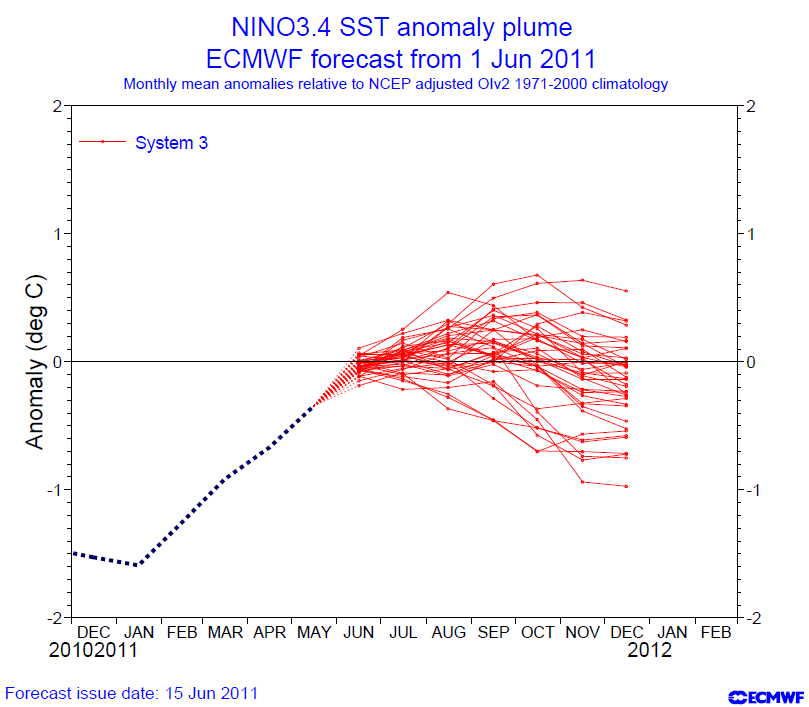 NINO3.4 SST anomaly plume
ECMWF forecast from 1 Jun 2011
Monthly mean anomalies relative to NCEP adjusted OIv2 1971-2000 climatology
2 2
System 3
1 1
Anomaly (deg C)
0 0
-1 -1
-2 -2
DEC JAN FEB MAR APR MAY JUN JUL AUG SEP OCT NOV DEC JAN FEB
20102011 2012
Forecast issue date: 15 Jun 2011
ECMWF